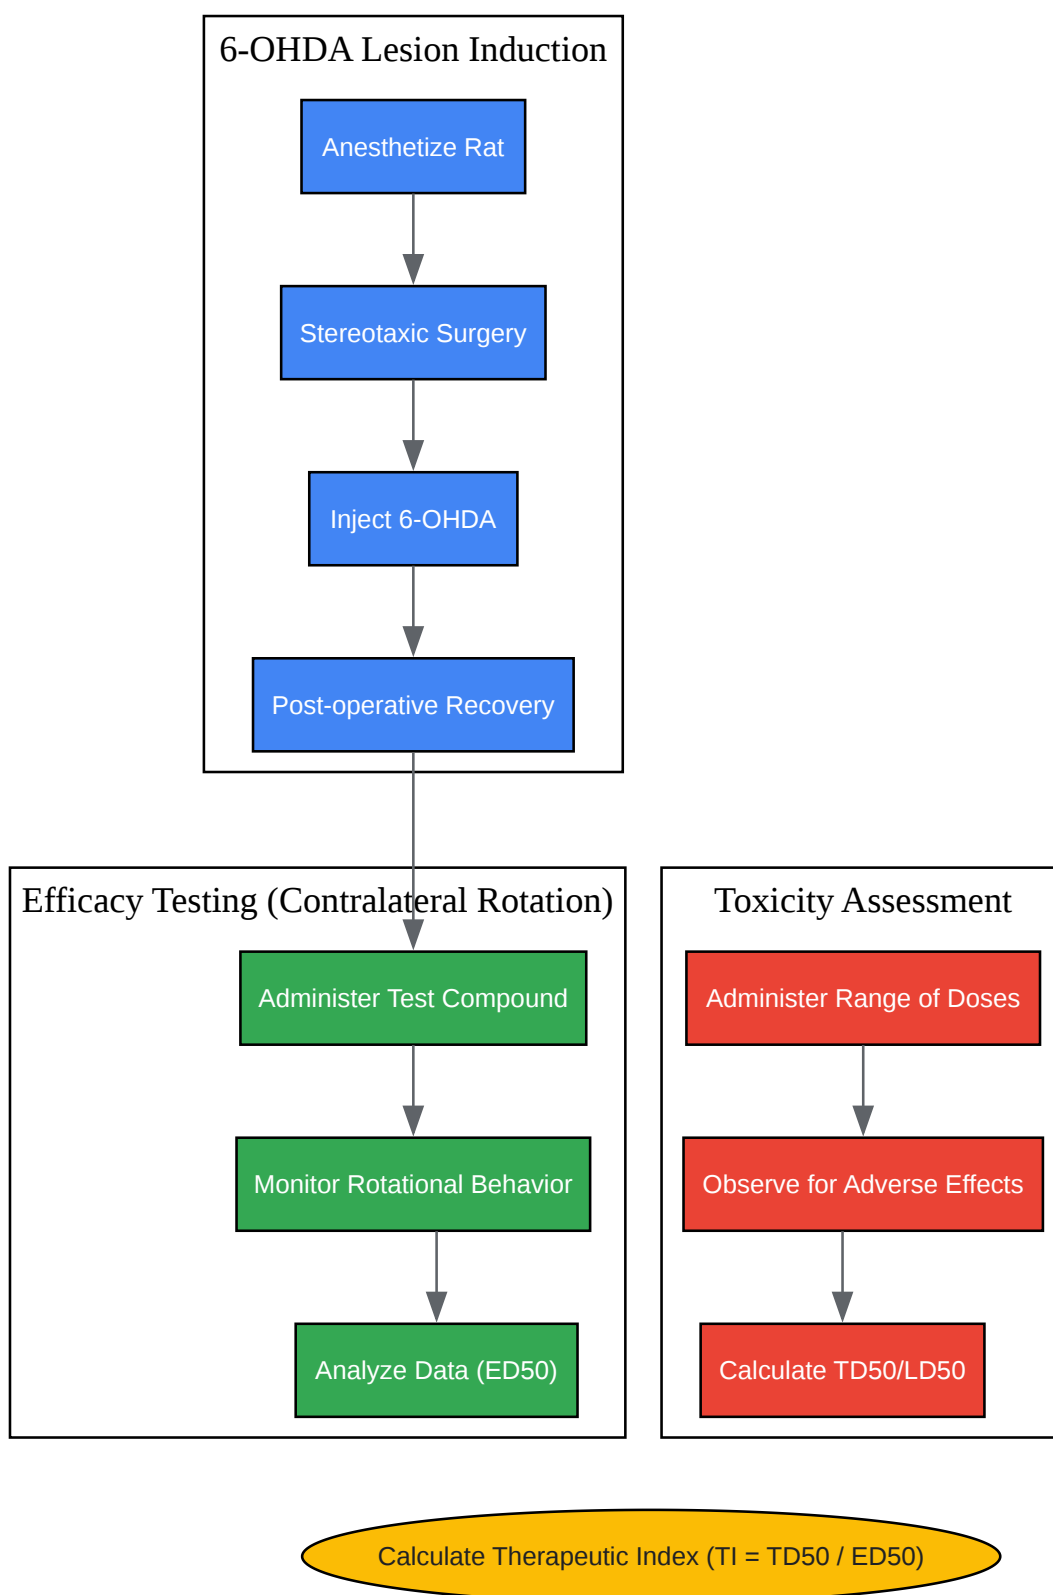 6-OHDA Lesion Induction
Anesthetize Rat
Stereotaxic Surgery
Inject 6-OHDA
Post-operative Recovery
Efficacy Testing (Contralateral Rotation)
Administer Test Compound
Monitor Rotational Behavior
Analyze Data (ED50)
Toxicity Assessment
Administer Range of Doses
Observe for Adverse Effects
Calculate TD50/LD50
Calculate Therapeutic Index (TI = TD50 / ED50)